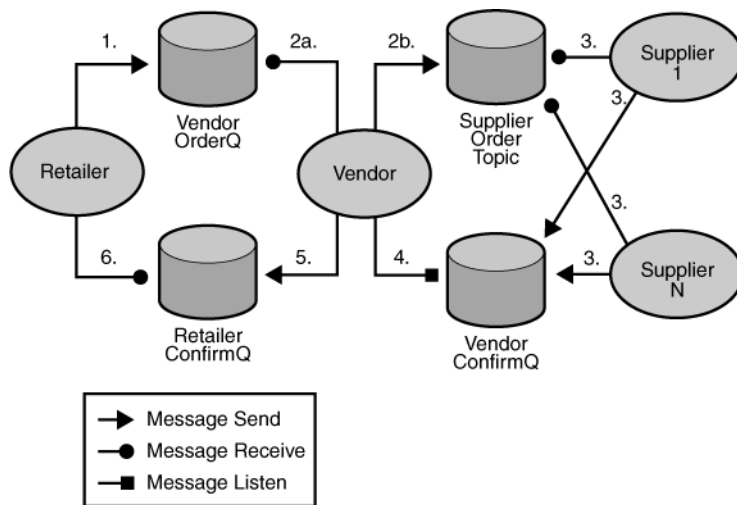 1.
2a.
2b.
3.
Supplier
1
3.
Vendor
OrderQ
Supplier
Order
Topic
Retailer
Vendor
3.
6.
5.
4.
3.
Supplier
N
Retailer
ConfirmQ
Vendor
ConfirmQ
Message Send
Message Receive
Message Listen